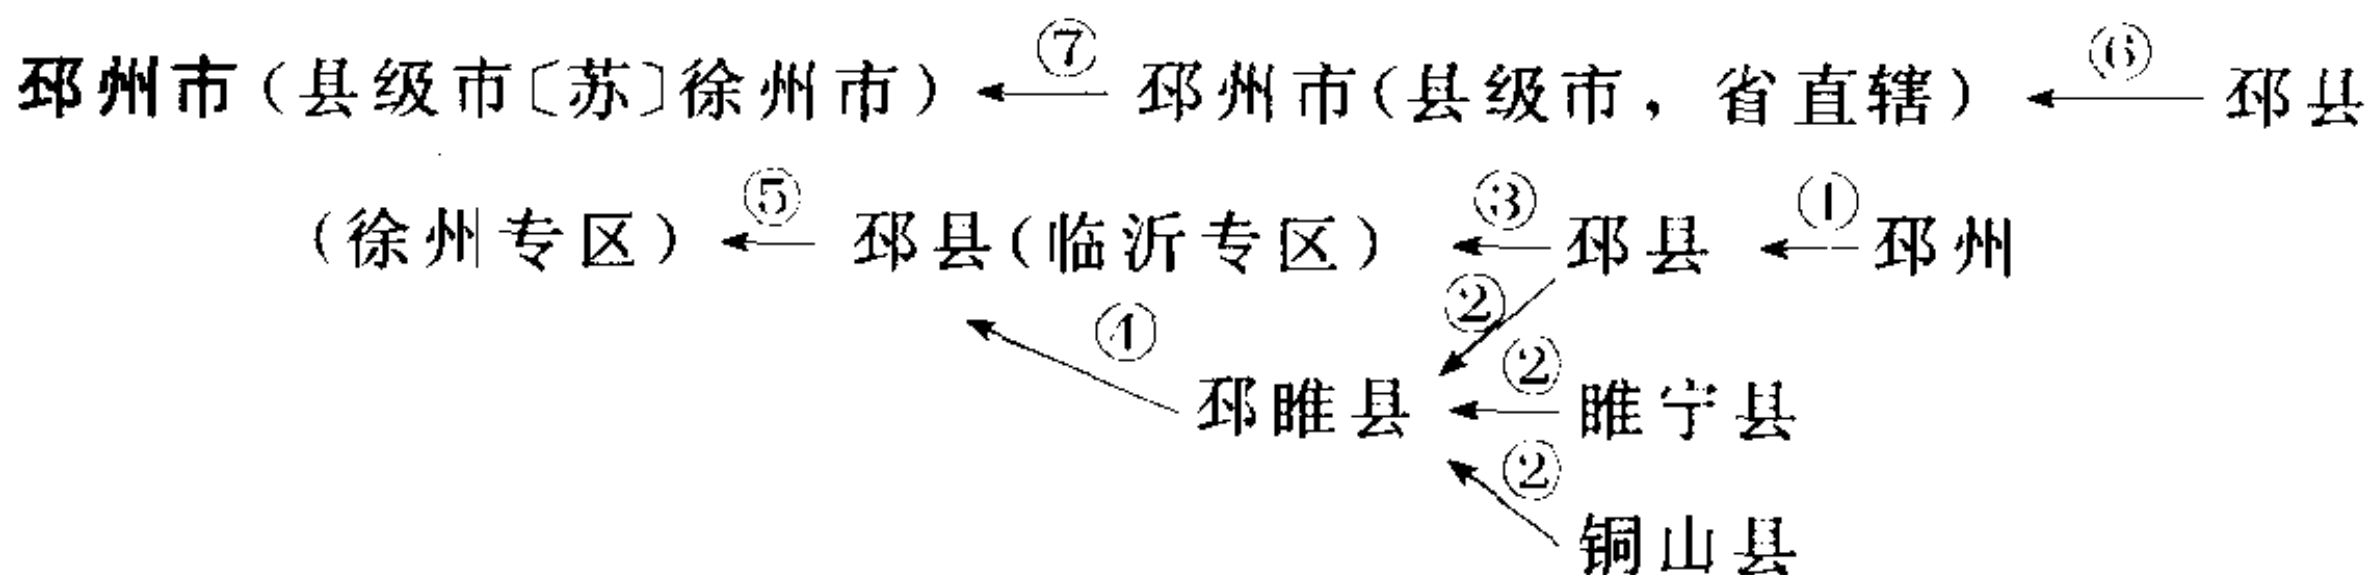 ⑦ ⑥
邳州市(县级市〔苏〕徐州市) ← 邳州市(县级市，省直辖) ← 邳县
⑤ ③ ①
(徐州专区) ← 邳县(临沂专区) ← 邳县 ← 邳州
④ ② ②
邳睢县 ← 睢宁县
②
铜山县